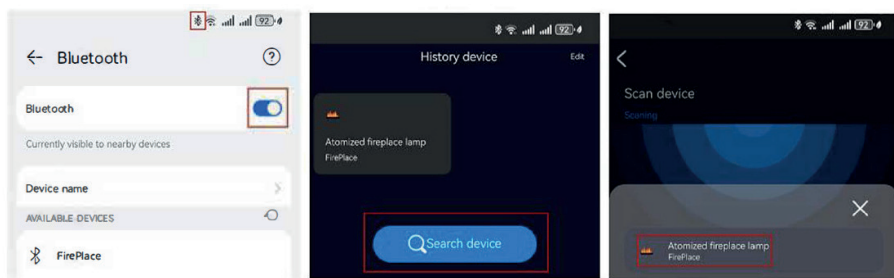 92
Bluetooth
?
Bluetooth
Currently visible to nearby devices
Device name
AVAILABLE DEVICES
FirePlace
92
History device
Edit
Atomized fireplace lamp
FirePlace
Search device
92
Scan device
Scaning
Atomized fireplace lamp
FirePlace